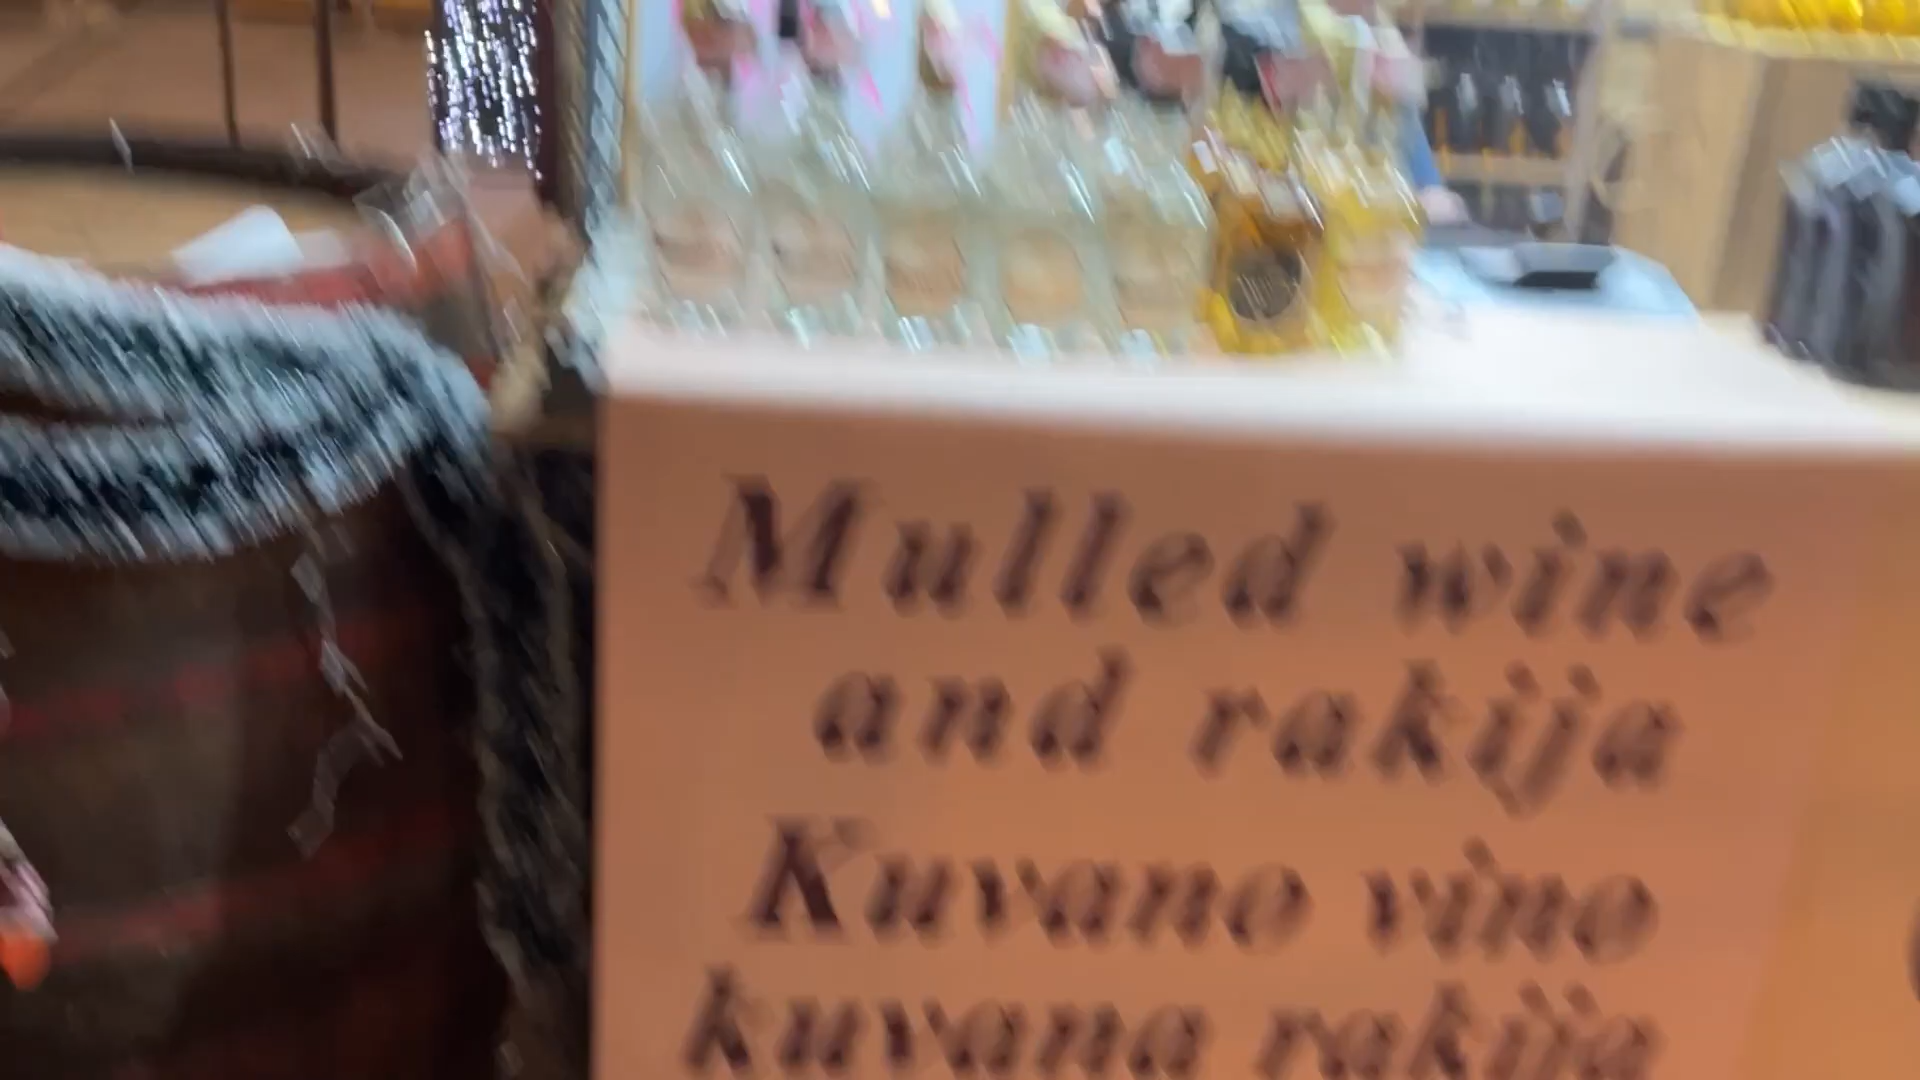 Mulled wine
and rakija
Kuvano vino
kuvana rakija